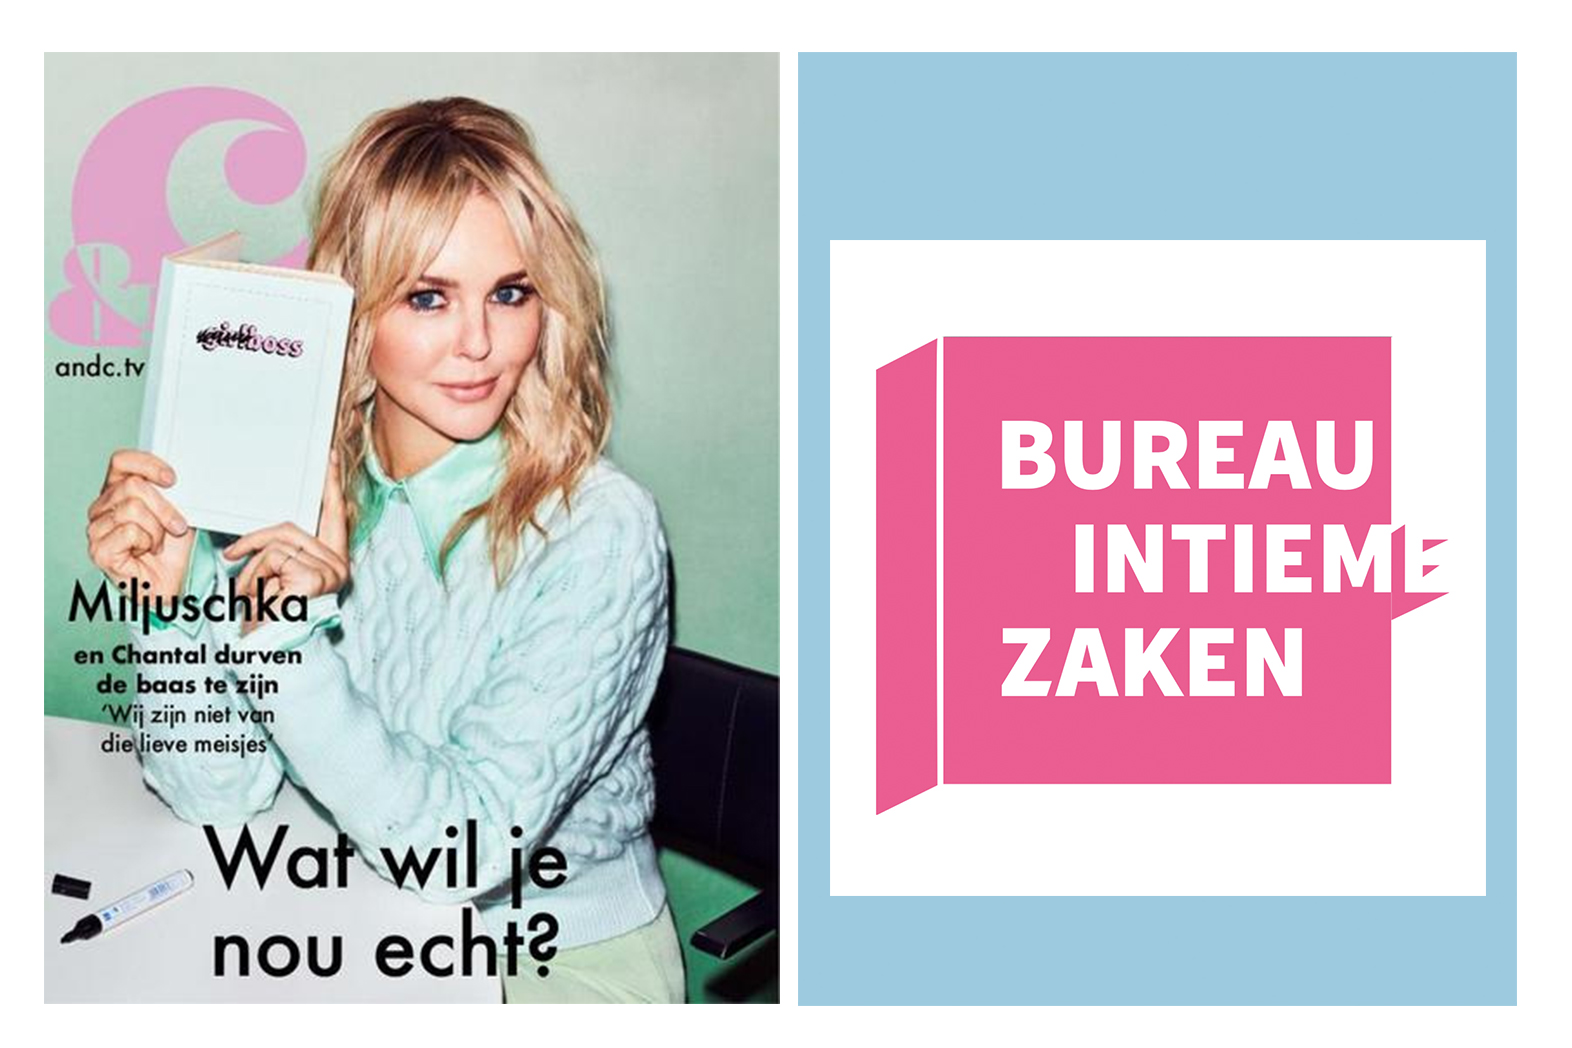 &C
andc.tv
girlboss
Miljuschka
en Chantal durven
de baas te zijn
'Wij zijn niet van
die lieve meisjes'
Wat wil je
nou echt?
BUREAU
INTIEME
ZAKEN